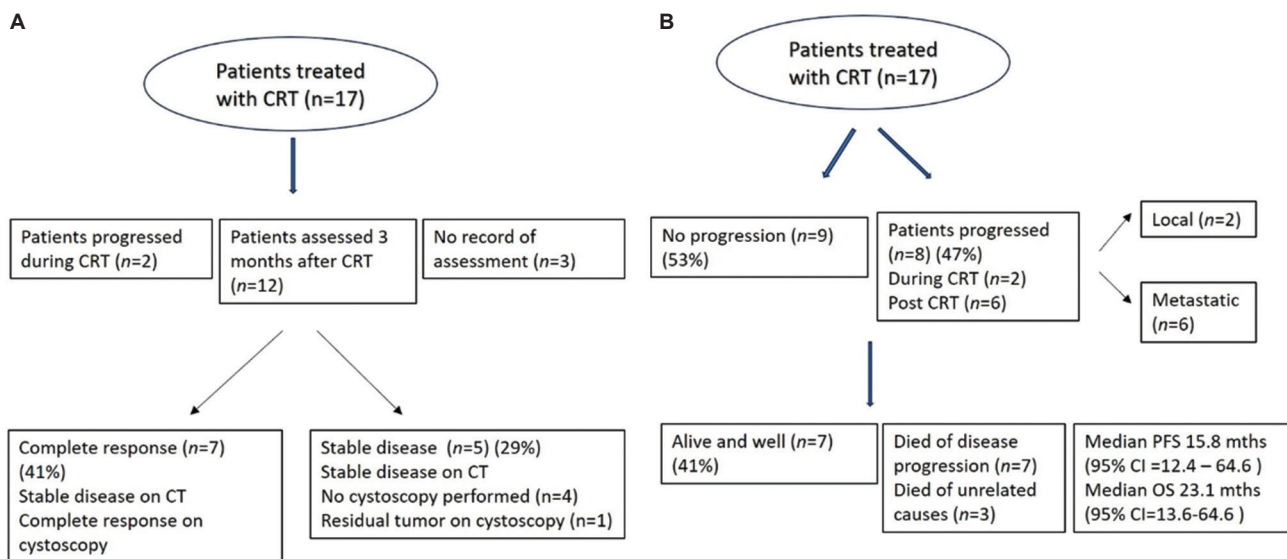 A
Patients treated
with CRT (n=17)
Patients progressed
during CRT (n=2)
Patients assessed 3
months after CRT
(n=12)
No record of
assessment (n=3)
Complete response (n=7)
(41%)
Stable disease on CT
Complete response on
cystoscopy
Stable disease (n=5) (29%)
Stable disease on CT
No cystoscopy performed (n=4)
Residual tumor on cystoscopy (n=1)
B
Patients treated
with CRT (n=17)
No progression (n=9)
(53%)
Patients progressed
(n=8) (47%)
During CRT (n=2)
Post CRT (n=6)
Local (n=2)
Metastatic
(n=6)
Alive and well (n=7)
(41%)
Died of disease
progression (n=7)
Died of unrelated
causes (n=3)
Median PFS 15.8 mths
(95% CI =12.4 – 64.6 )
Median OS 23.1 mths
(95% CI=13.6-64.6 )